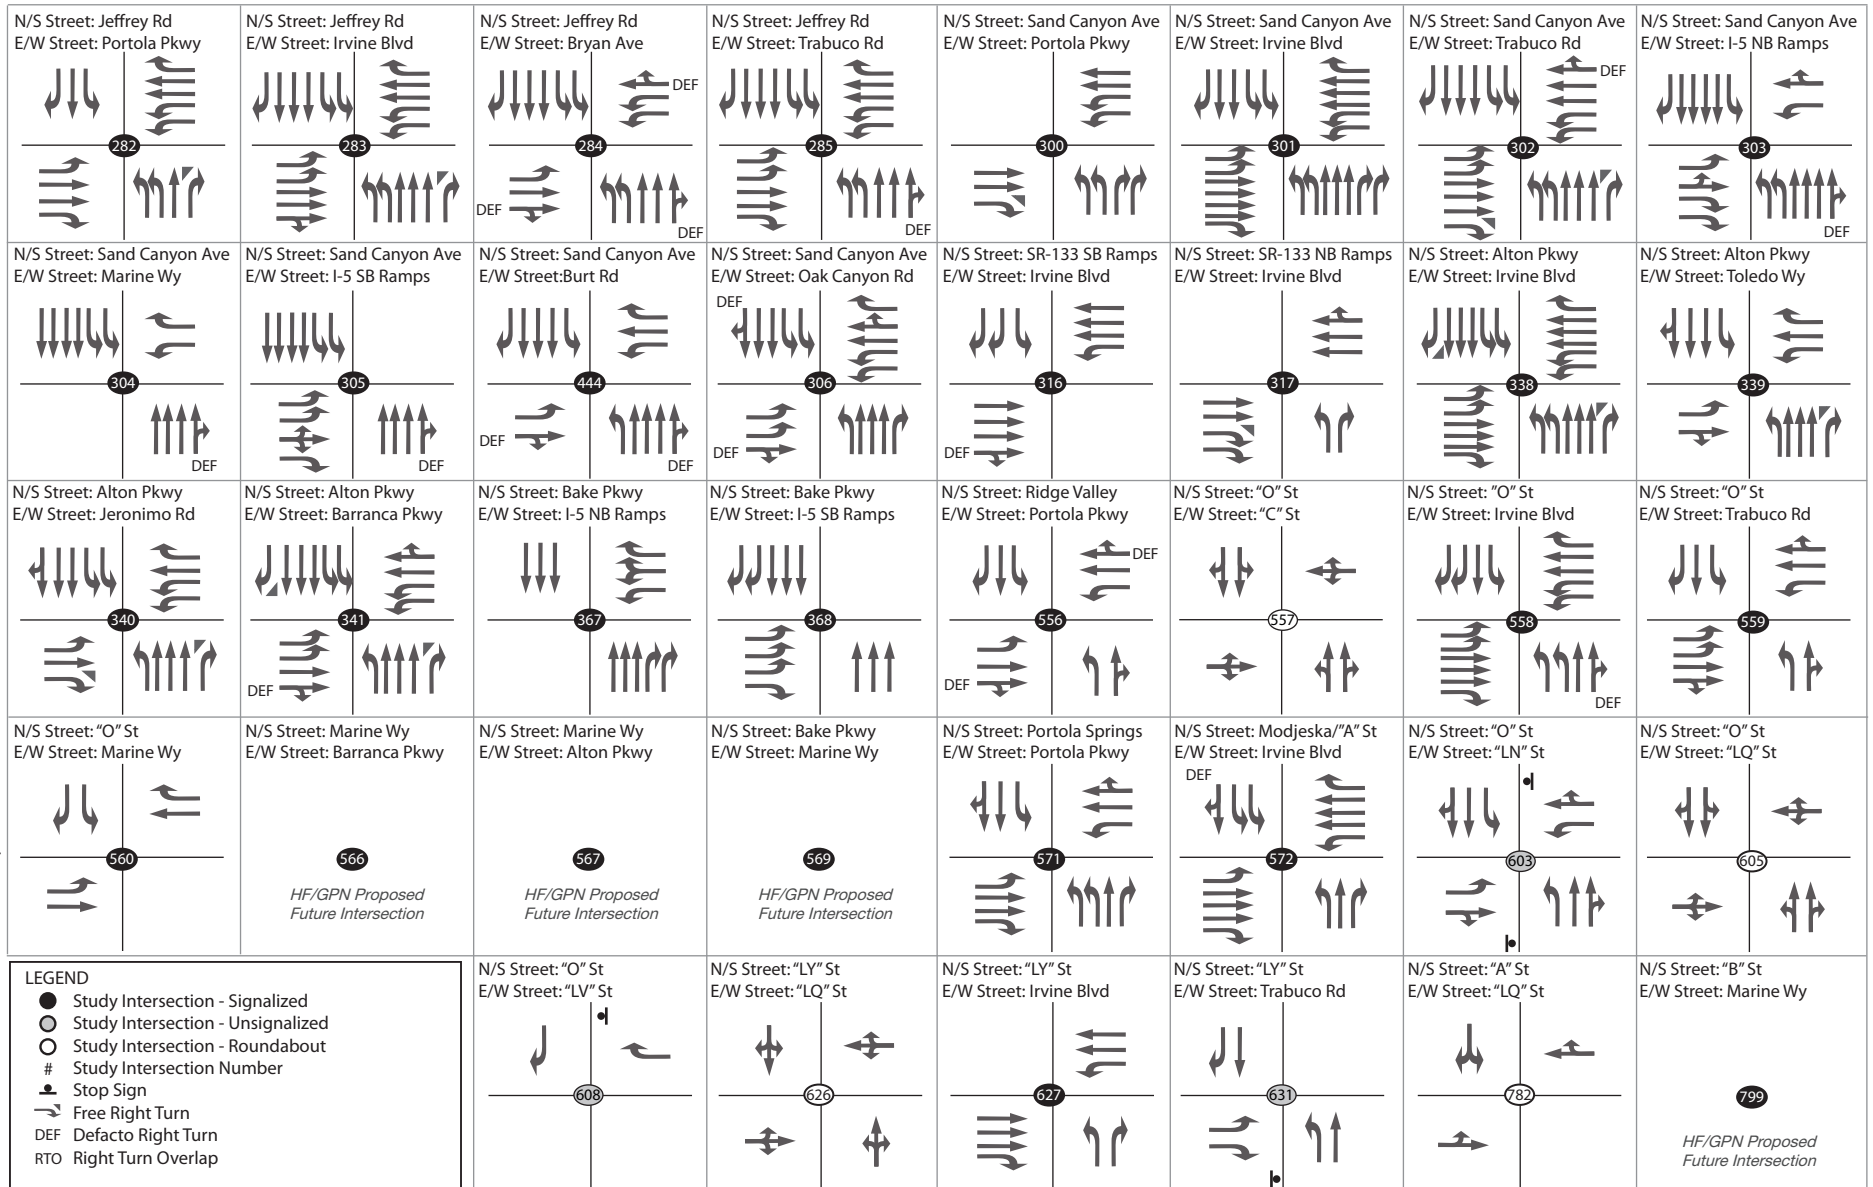 N/S Street: Jeffrey Rd
E/W Street: Portola Pkwy
282
N/S Street: Jeffrey Rd
E/W Street: Irvine Blvd
283
N/S Street: Jeffrey Rd
E/W Street: Bryan Ave
DEF
284
DEF
DEF
N/S Street: Jeffrey Rd
E/W Street: Trabuco Rd
285
DEF
N/S Street: Sand Canyon Ave
E/W Street: Portola Pkwy
300
N/S Street: Sand Canyon Ave
E/W Street: Irvine Blvd
301
N/S Street: Sand Canyon Ave
E/W Street: Trabuco Rd
DEF
302
N/S Street: Sand Canyon Ave
E/W Street: I-5 NB Ramps
303
DEF
N/S Street: Sand Canyon Ave
E/W Street: Marine Wy
304
DEF
N/S Street: Sand Canyon Ave
E/W Street: I-5 SB Ramps
305
DEF
N/S Street: Sand Canyon Ave
E/W Street:Burt Rd
444
DEF
DEF
N/S Street: Sand Canyon Ave
E/W Street: Oak Canyon Rd
DEF
306
DEF
N/S Street: SR-133 SB Ramps
E/W Street: Irvine Blvd
316
DEF
N/S Street: SR-133 NB Ramps
E/W Street: Irvine Blvd
317
N/S Street: Alton Pkwy
E/W Street: Irvine Blvd
338
N/S Street: Alton Pkwy
E/W Street: Toledo Wy
339
N/S Street: Alton Pkwy
E/W Street: Jeronimo Rd
340
N/S Street: Alton Pkwy
E/W Street: Barranca Pkwy
341
DEF
N/S Street: Bake Pkwy
E/W Street: I-5 NB Ramps
367
N/S Street: Bake Pkwy
E/W Street: I-5 SB Ramps
368
N/S Street: Ridge Valley
E/W Street: Portola Pkwy
DEF
556
DEF
N/S Street: "O" St
E/W Street: "C" St
557
N/S Street: "O" St
E/W Street: Irvine Blvd
558
DEF
N/S Street: "O" St
E/W Street: Trabuco Rd
559
N/S Street: "O" St
E/W Street: Marine Wy
560
N/S Street: Marine Wy
E/W Street: Barranca Pkwy
566
HF/GPN Proposed
Future Intersection
N/S Street: Marine Wy
E/W Street: Alton Pkwy
567
HF/GPN Proposed
Future Intersection
N/S Street: Bake Pkwy
E/W Street: Marine Wy
569
HF/GPN Proposed
Future Intersection
N/S Street: Portola Springs
E/W Street: Portola Pkwy
571
N/S Street: Modjeska/"A" St
E/W Street: Irvine Blvd
DEF
572
N/S Street: "O" St
E/W Street: "LN" St
603
N/S Street: "O" St
E/W Street: "LQ" St
605
LEGEND
Study Intersection - Signalized
Study Intersection - Unsignalized
Study Intersection - Roundabout
# Study Intersection Number
Stop Sign
Free Right Turn
DEF Defacto Right Turn
RTO Right Turn Overlap
N/S Street: "O" St
E/W Street: "LV" St
608
N/S Street: "LY" St
E/W Street: "LQ" St
626
N/S Street: "LY" St
E/W Street: Irvine Blvd
627
N/S Street: "LY" St
E/W Street: Trabuco Rd
631
N/S Street: "A" St
E/W Street: "LQ" St
782
N/S Street: "B" St
E/W Street: Marine Wy
799
HF/GPN Proposed
Future Intersection